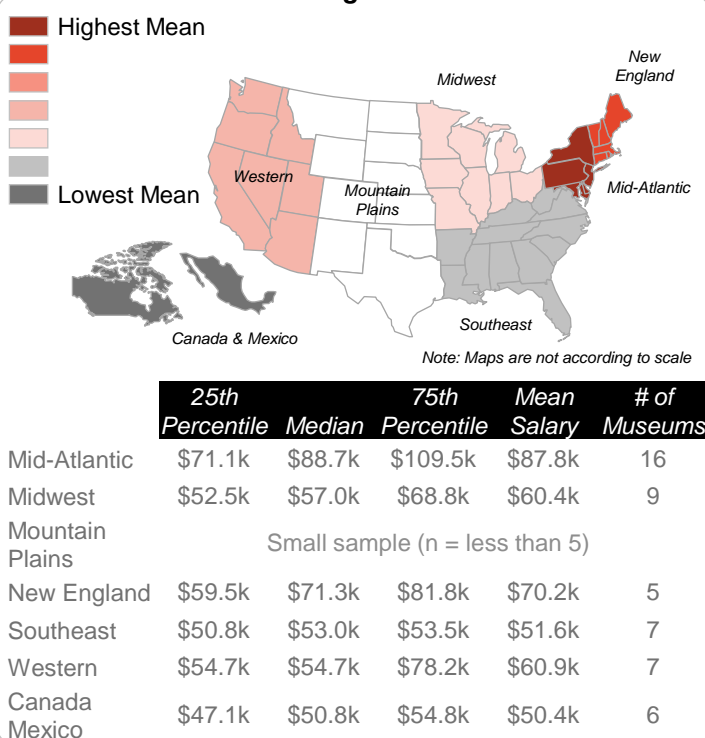 Highest Mean
Lowest Mean
New
England
Midwest
Western
Mountain
Plains
Mid-Atlantic
Southeast
Canada & Mexico
Note: Maps are not according to scale
25th Percentile Median 75th Percentile Mean Salary # of Museums
Mid-Atlantic $71.1k $88.7k $109.5k $87.8k 16
Midwest $52.5k $57.0k $68.8k $60.4k 9
Mountain
Plains Small sample (n = less than 5)
New England $59.5k $71.3k $81.8k $70.2k 5
Southeast $50.8k $53.0k $53.5k $51.6k 7
Western $54.7k $54.7k $78.2k $60.9k 7
Canada
Mexico $47.1k $50.8k $54.8k $50.4k 6